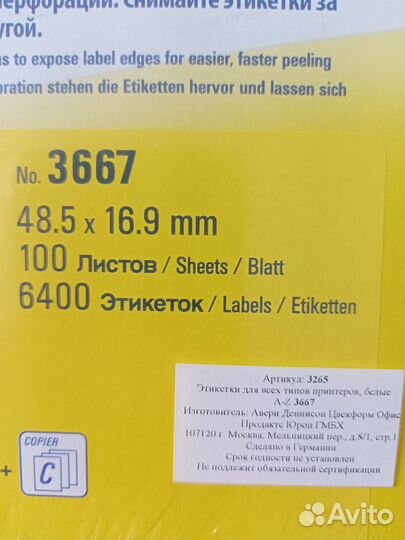 перфорации. Снимайте этикетки за
угой.
s to expose label edges for easier, faster peeling
oration stehen die Etiketten hervor und lassen sich
No. 3667
48.5 x 16.9 mm
100 Листов / Sheets / Blatt
6400 Этикеток / Labels / Etiketten
Артикул: 3265
Этикетки для всех типов принтеров, белые
A-Z 3667
Изготовитель: Авери Деннисон Цвекформ Офис
Продактс Юроп ГМБХ
107120 г. Москва, Мельницкий пер., д.8/1, стр.1
Сделано в Германии
Срок годности не установлен
Не подлежит обязательной сертификации
COPIER
+ C
Avito